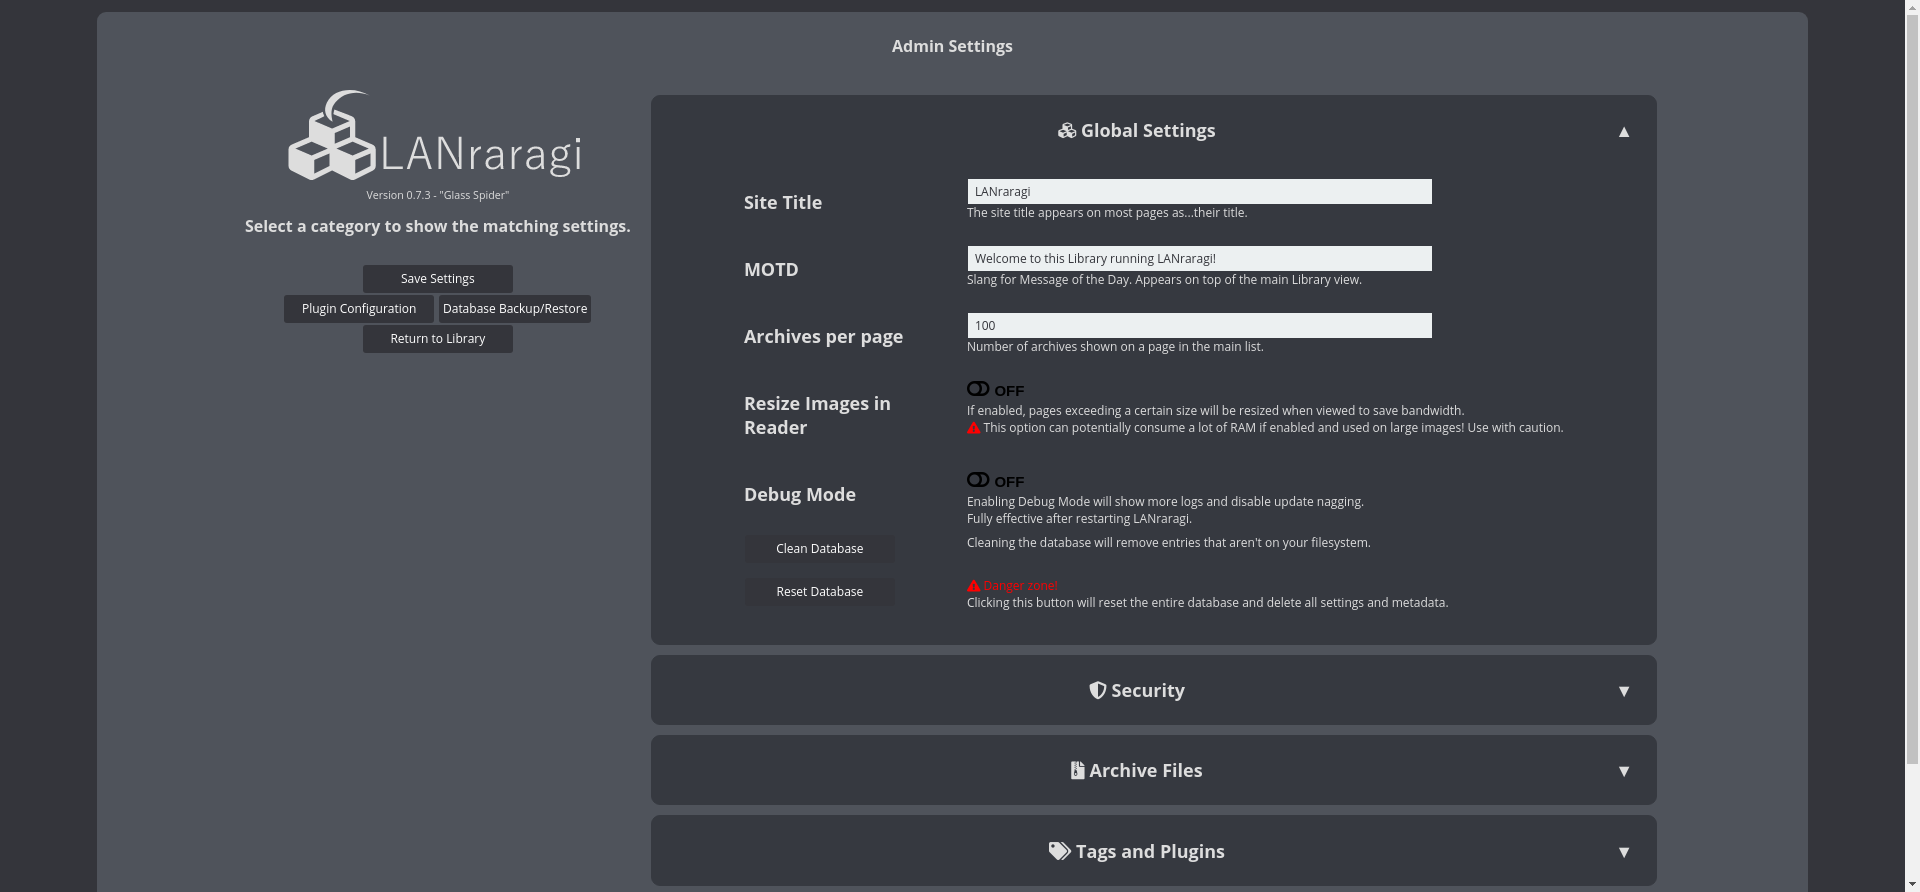 Admin Settings
LANraragi
Version 0.7.3 - "Glass Spider"
Select a category to show the matching settings.
Save Settings
Plugin Configuration
Database Backup/Restore
Return to Library
Global Settings ▲
Site Title
LANraragi
The site title appears on most pages as...their title.
MOTD
Welcome to this Library running LANraragi!
Slang for Message of the Day. Appears on top of the main Library view.
Archives per page
100
Number of archives shown on a page in the main list.
Resize Images in
Reader
OFF
If enabled, pages exceeding a certain size will be resized when viewed to save bandwidth.
This option can potentially consume a lot of RAM if enabled and used on large images! Use with caution.
Debug Mode
OFF
Enabling Debug Mode will show more logs and disable update nagging.
Fully effective after restarting LANraragi.
Clean Database
Cleaning the database will remove entries that aren't on your filesystem.
Reset Database
Danger zone!
Clicking this button will reset the entire database and delete all settings and metadata.
Security ▼
Archive Files ▼
Tags and Plugins ▼